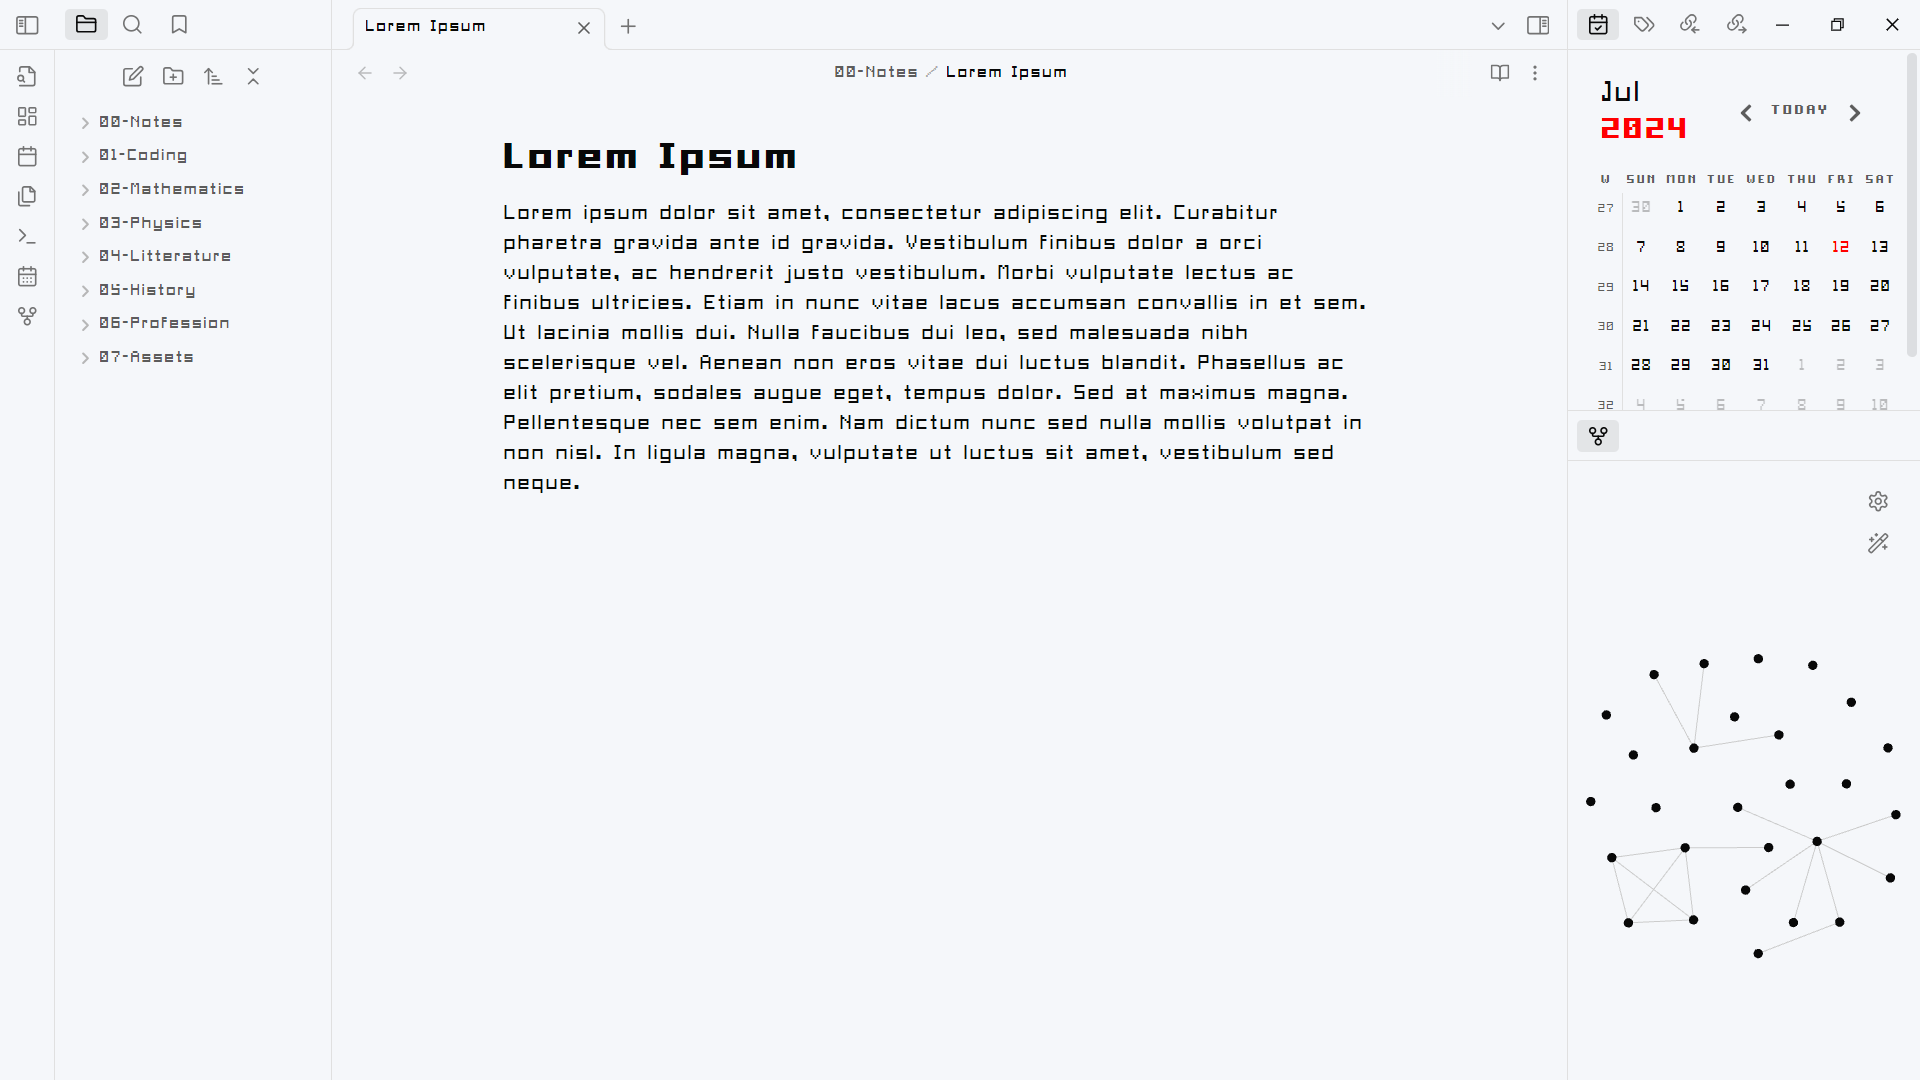 Lorem Ipsum
00-Notes
01-Coding
02-Mathematics
03-Physics
04-Litterature
05-History
06-Profession
07-Assets
00-Notes / Lorem Ipsum
Lorem Ipsum
Lorem ipsum dolor sit amet, consectetur adipiscing elit. Curabitur
pharetra gravida ante id gravida. Vestibulum finibus dolor a orci
vulputate, ac hendrerit justo vestibulum. Morbi vulputate lectus ac
finibus ultricies. Etiam in nunc vitae lacus accumsan convallis in et sem.
Ut lacinia mollis dui. Nulla faucibus dui leo, sed malesuada nibh
scelerisque vel. Aenean non eros vitae dui luctus blandit. Phasellus ac
elit pretium, sodales augue eget, tempus dolor. Sed at maximus magna.
Pellentesque nec sem enim. Nam dictum nunc sed nulla mollis volutpat in
non nisl. In ligula magna, vulputate ut luctus sit amet, vestibulum sed
neque.
Jul
2024
TODAY
W SUN MON TUE WED THU FRI SAT
27 30 1 2 3 4 5 6
28 7 8 9 10 11 12 13
29 14 15 16 17 18 19 20
30 21 22 23 24 25 26 27
31 28 29 30 31 1 2 3
32 4 5 6 7 8 9 10